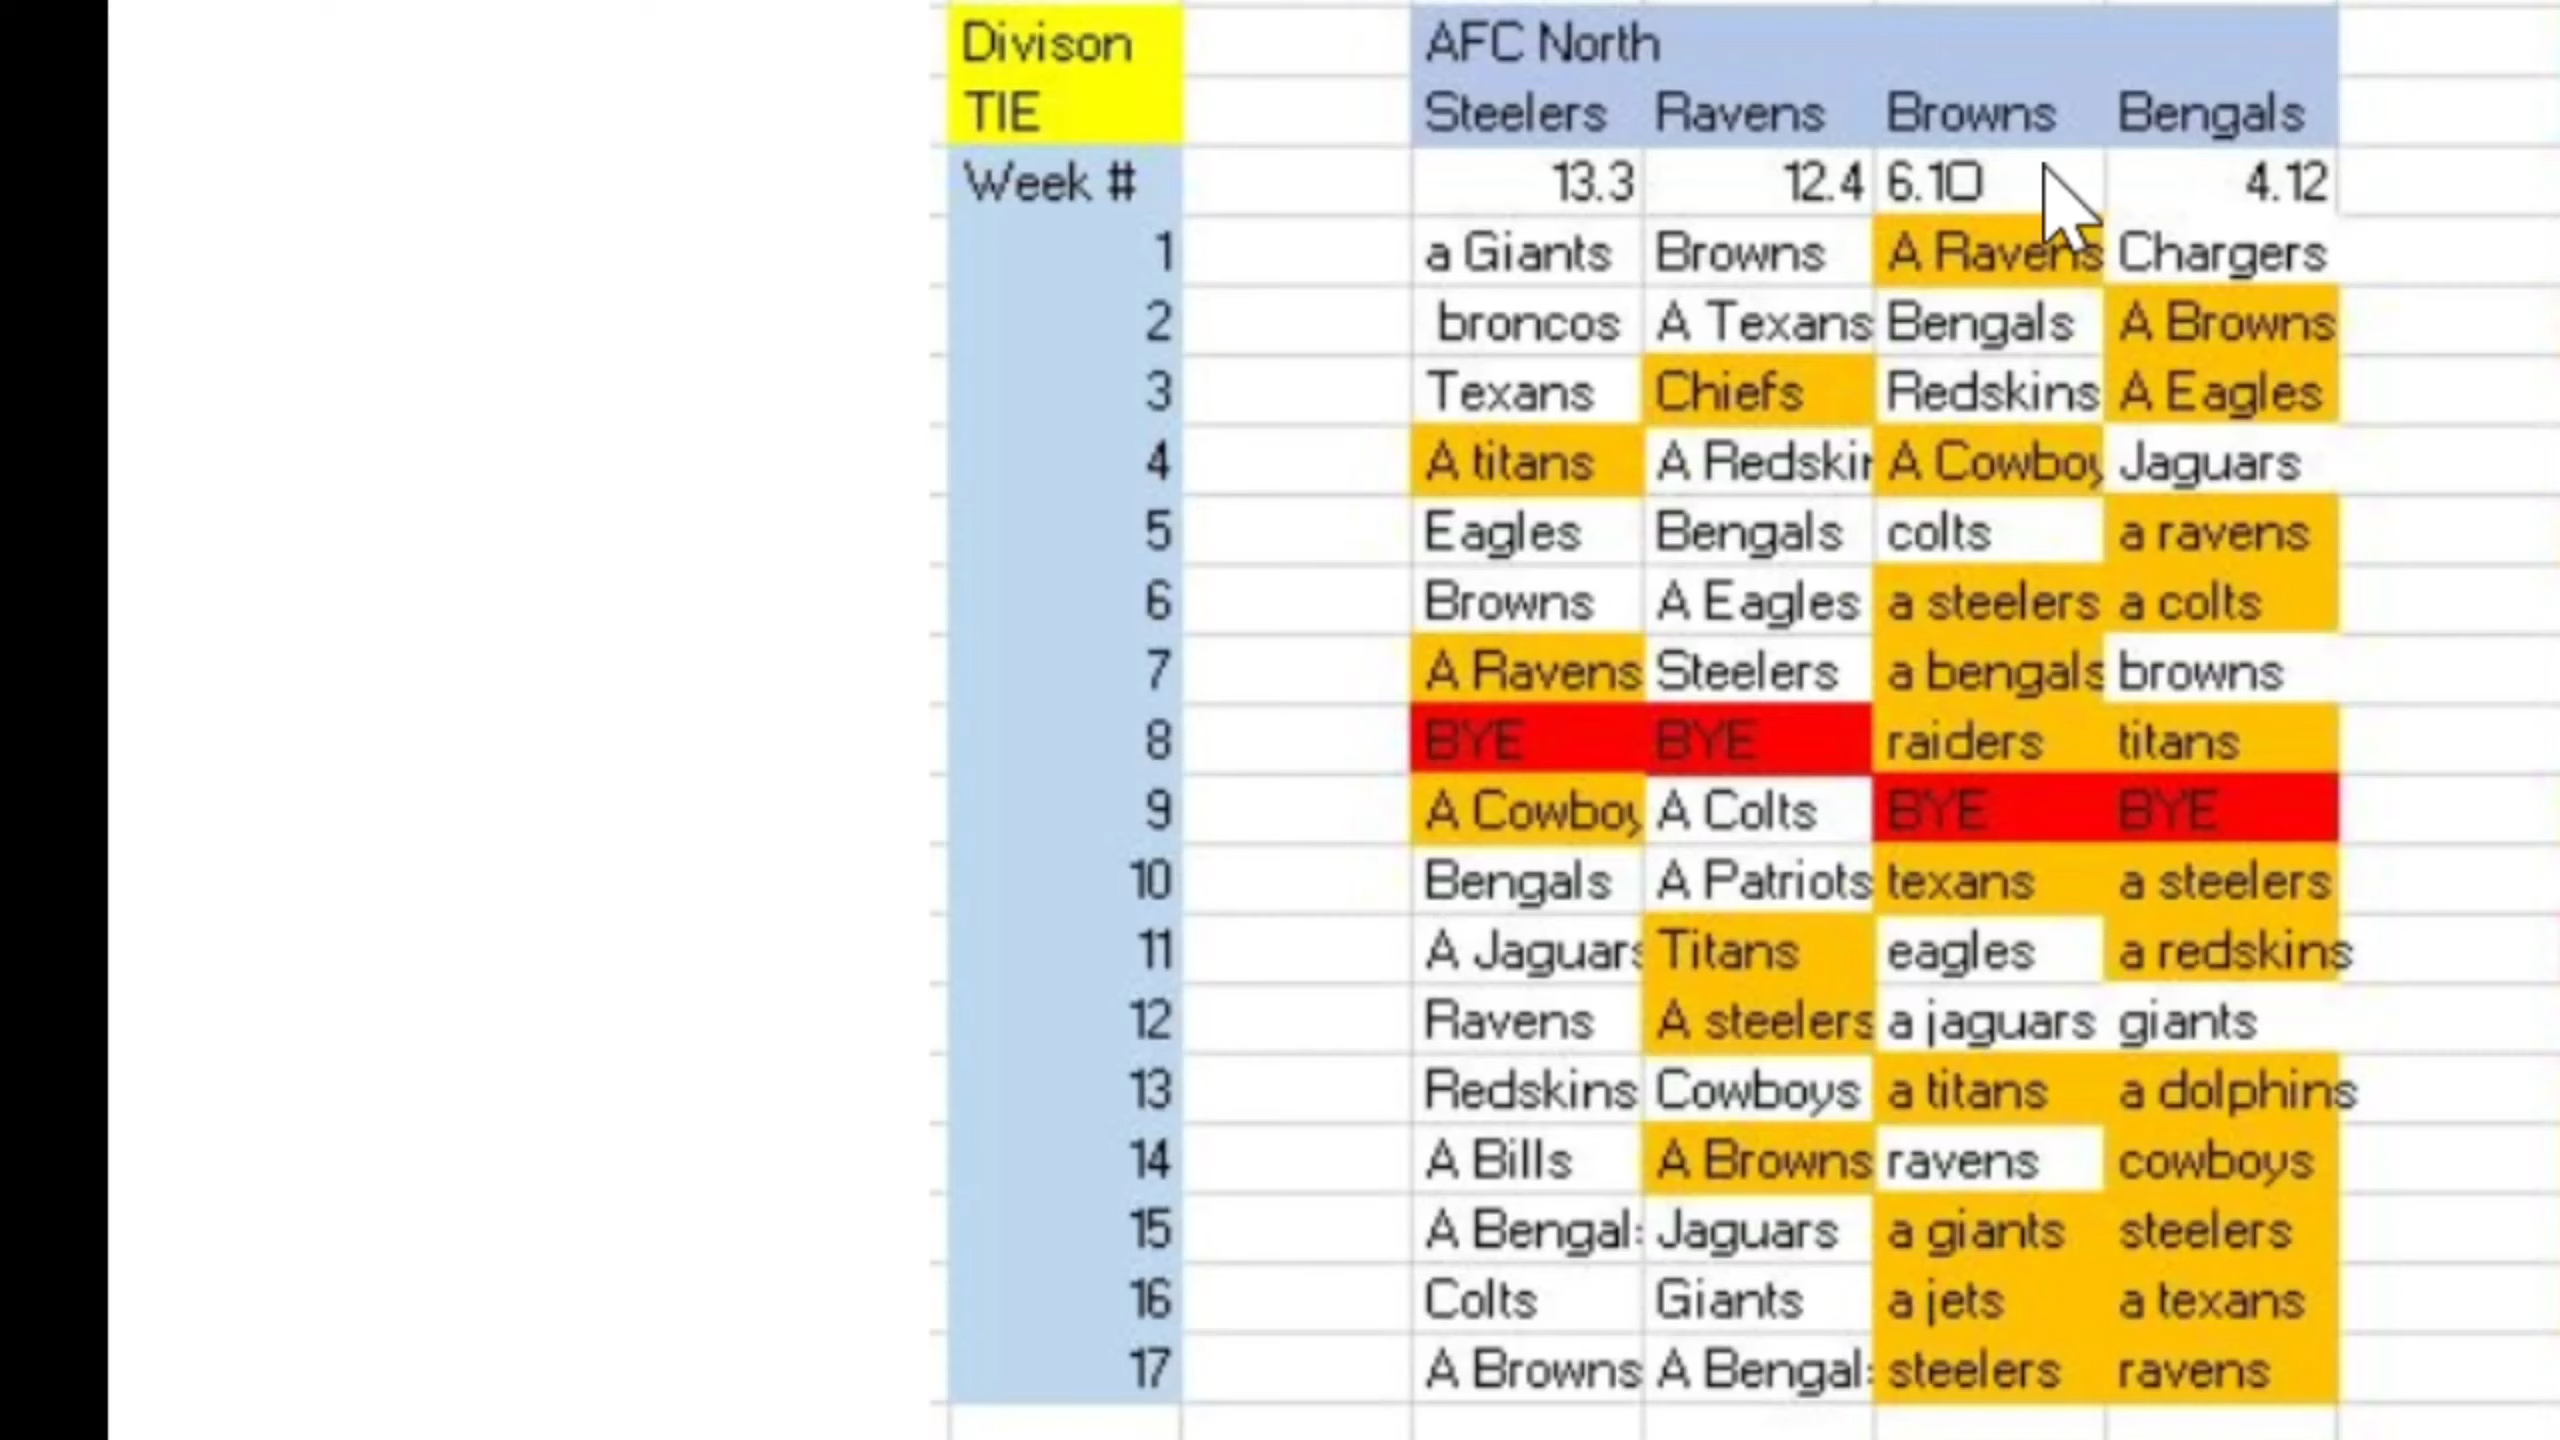 Divison AFC North
TIE Steelers Ravens Browns Bengals
Week # 13.3 12.4 6.10 4.12
1 a Giants Browns A Ravens Chargers
2 broncos A Texans Bengals A Browns
3 Texans Chiefs Redskins A Eagles
4 A titans A Redskin A Cowboy Jaguars
5 Eagles Bengals colts a ravens
6 Browns A Eagles a steelers a colts
7 A Ravens Steelers a bengals browns
8 BYE BYE raiders titans
9 A Cowboy A Colts BYE BYE
10 Bengals A Patriots texans a steelers
11 A Jaguars Titans eagles a redskins
12 Ravens A steelers a jaguars giants
13 Redskins Cowboys a titans a dolphins
14 A Bills A Browns ravens cowboys
15 A Bengals Jaguars a giants steelers
16 Colts Giants a jets a texans
17 A Browns A Bengals steelers ravens